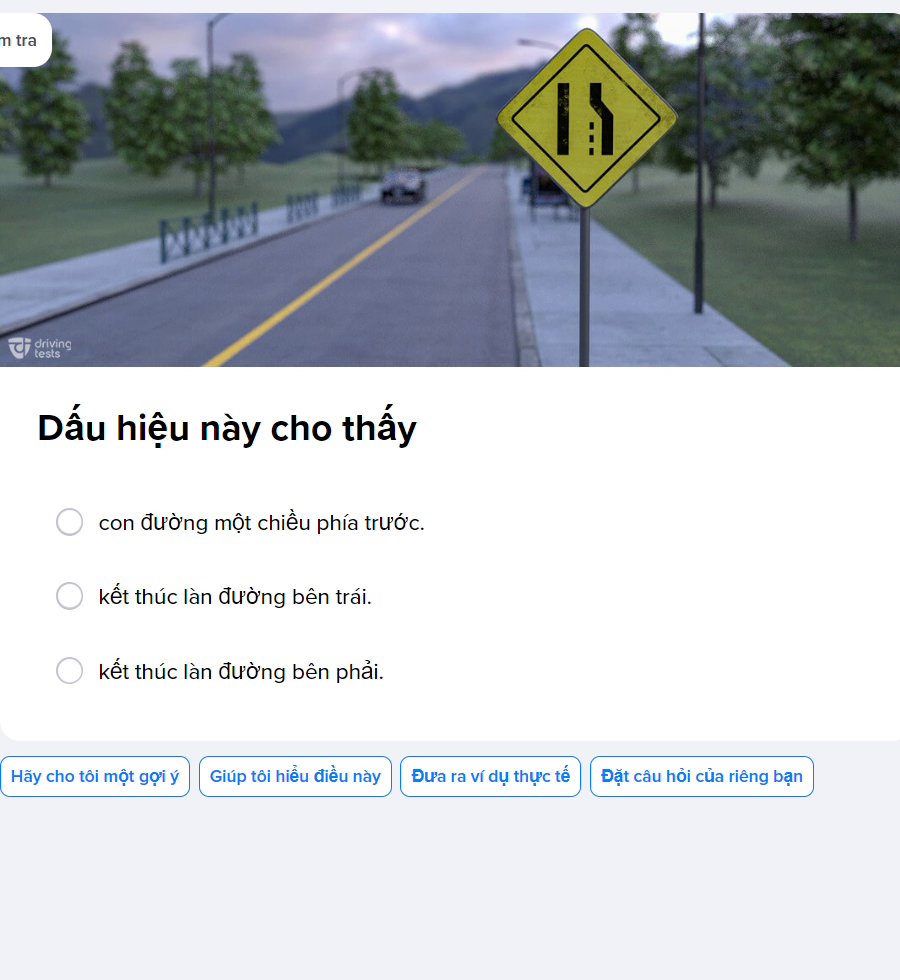 m tra
driving
tests
Dấu hiệu này cho thấy
con đường một chiều phía trước.
kết thúc làn đường bên trái.
kết thúc làn đường bên phải.
Hãy cho tôi một gợi ý
Giúp tôi hiểu điều này
Đưa ra ví dụ thực tế
Đặt câu hỏi của riêng bạn